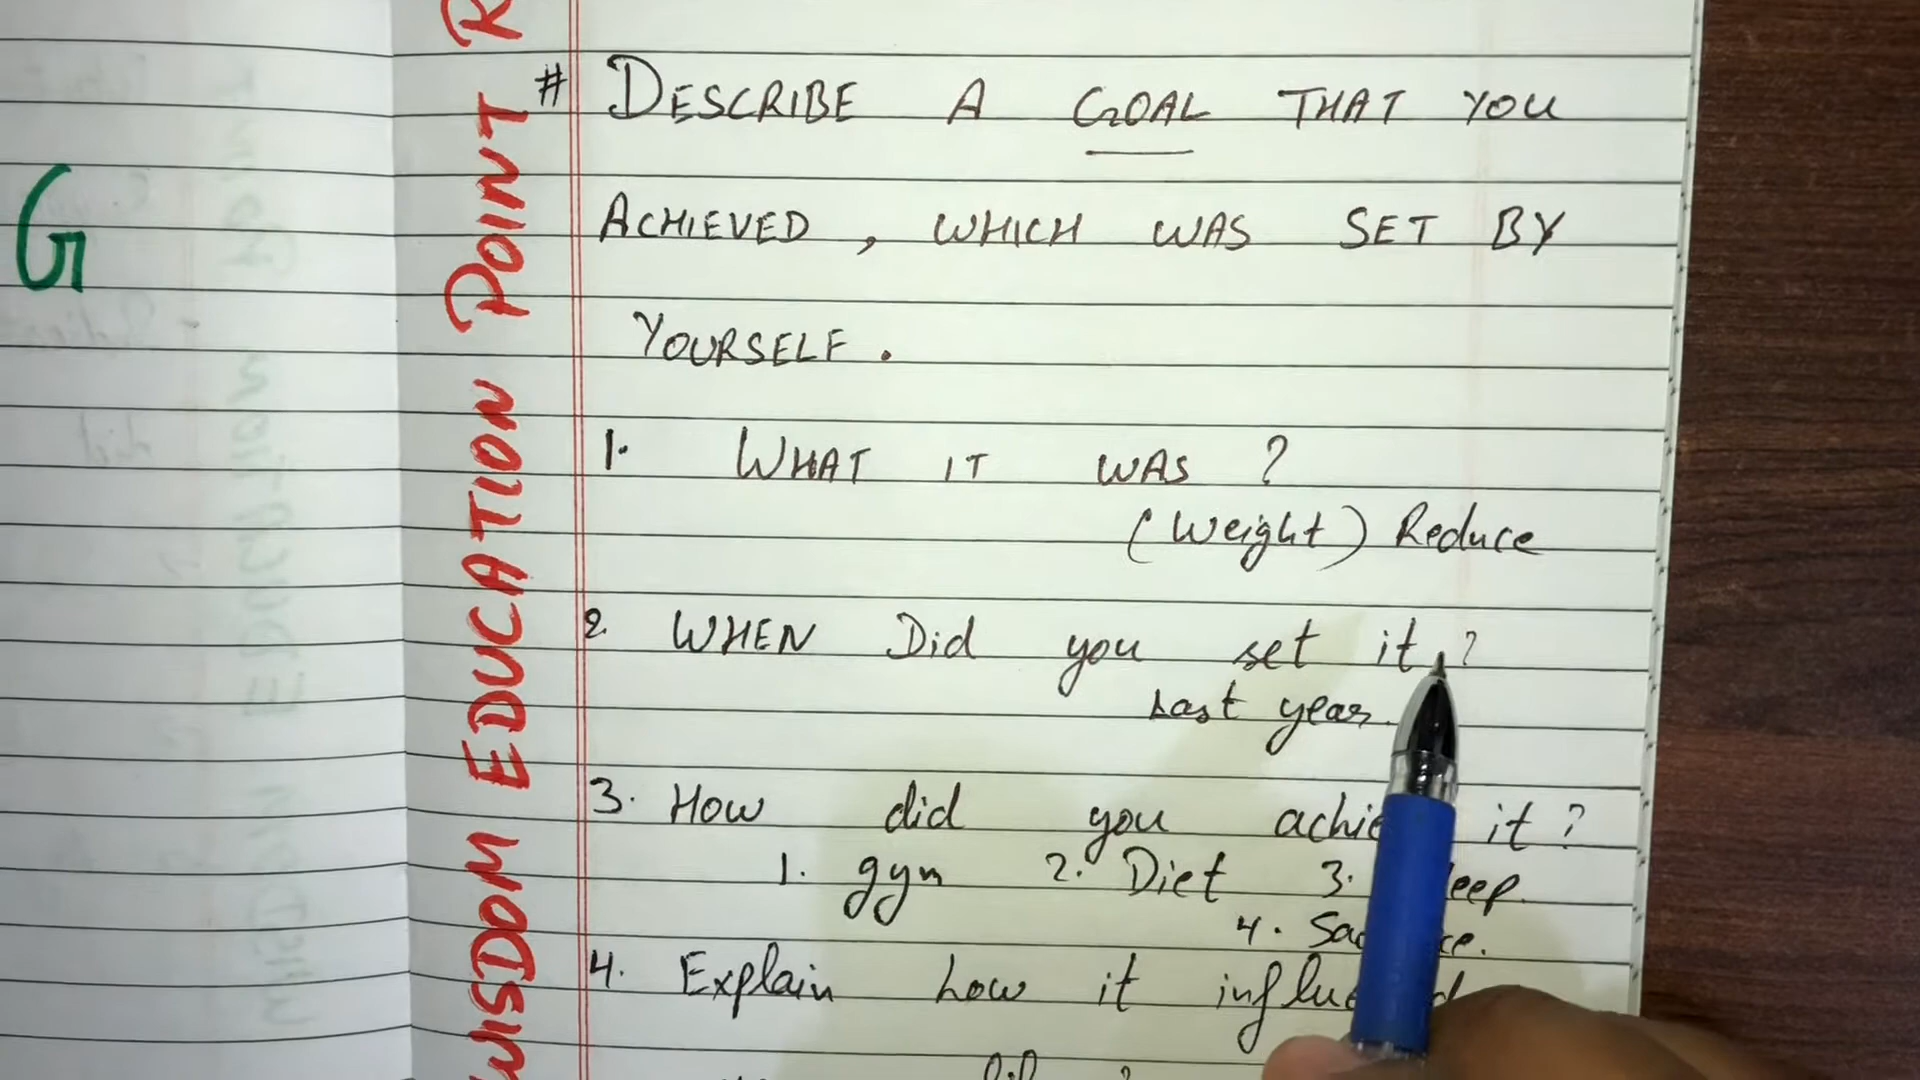 WISDOM EDUCATION POINT R
G
# DESCRIBE A GOAL THAT YOU
ACHIEVED, WHICH WAS SET BY
YOURSELF.
1. WHAT IT WAS ?
(Weight) Reduce
2. WHEN Did you set it ?
Last year.
3. How did you it ?
1. gym 2. Diet 3.
4.
4. Explain how it